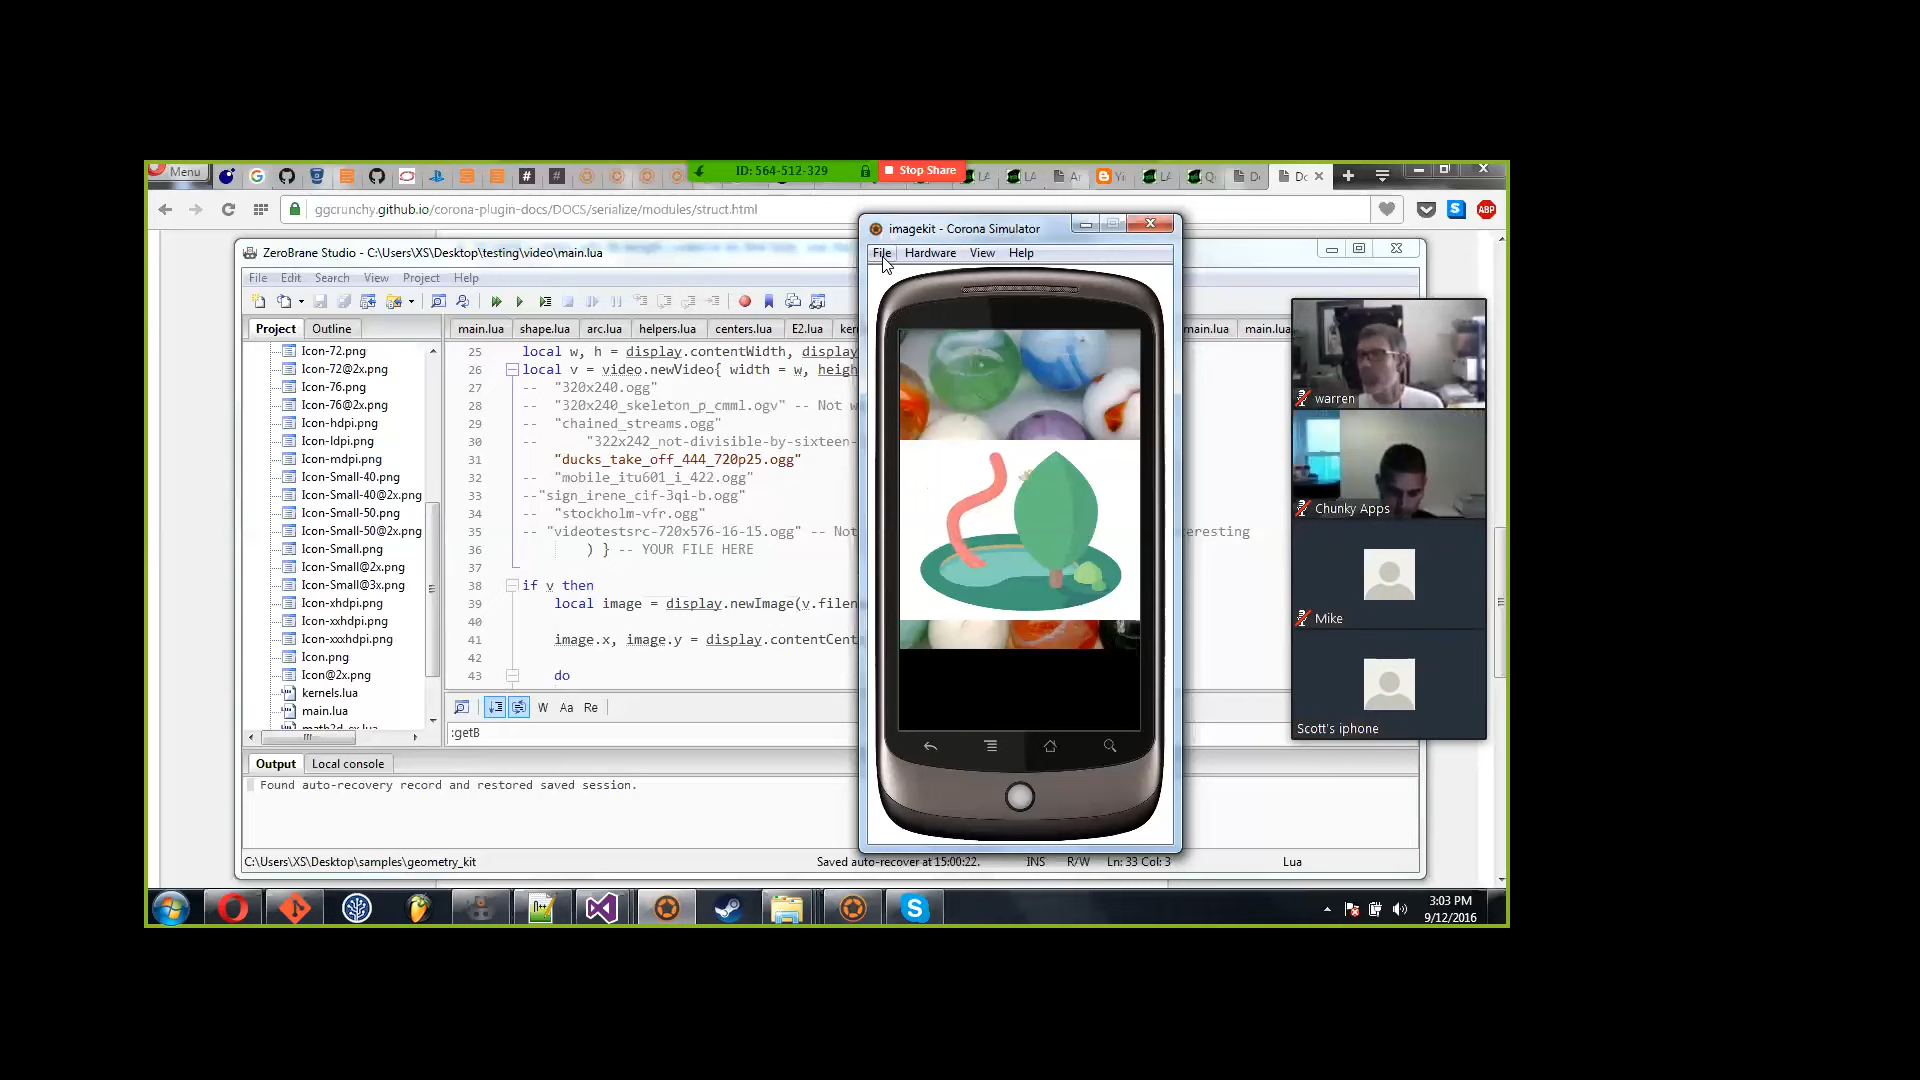 Menu
ID: 564-512-329
Stop Share
ggcrunchy.github.io/corona-plugin-docs/DOCS/serialize/modules/struct.html
ABP
ZeroBrane Studio - C:\Users\XS\Desktop\testing\video\main.lua
File Edit Search View Project
Project Outline
Icon-72.png
Icon-72@2x.png
Icon-76.png
Icon-76@2x.png
Icon-hdpi.png
Icon-ldpi.png
Icon-mdpi.png
Icon-Small-40.png
Icon-Small-40@2x.png
Icon-Small-50.png
Icon-Small-50@2x.png
Icon-Small.png
Icon-Small@2x.png
Icon-Small@3x.png
Icon-xhdpi.png
Icon-xxhdpi.png
Icon-xxxhdpi.png
Icon.png
Icon@2x.png
kernels.lua
main.lua
main.lua shape.lua arc.lua helpers.lua centers.lua E2.lua
main.lua main.lua
25 local w, h = display.contentWidth,
26 local v = video.newVideo{ width = w,
27 -- "320x240.ogg"
28 -- "320x240_skeleton_p_cmml.ogv" -- Not
29 -- "chained_streams.ogg"
30 -- "322x242_not-divisible-by-sixteen-
31 "ducks_take_off_444_720p25.ogg"
32 -- "mobile_itu601_i_422.ogg"
33 --"sign_irene_cif-3qi-b.ogg"
34 -- "stockholm-vfr.ogg"
35 -- "videotestsrc-720x576-16-15.ogg" -- Not
eresting
36 ) } -- YOUR FILE HERE
37
38 if v then
39 local image = display.newImage(v.filen
40
41 image.x, image.y = display.contentCent
42
43 do
W Aa Re
:getB
Output Local console
Found auto-recovery record and restored saved session.
C:\Users\XS\Desktop\samples\geometry_kit
Saved auto-recover at 15:00:22. INS R/W Ln: 33 Col: 3 Lua
imagekit - Corona Simulator
File Hardware View Help
warren
Chunky Apps
Mike
Scott's iphone
3:03 PM
9/12/2016